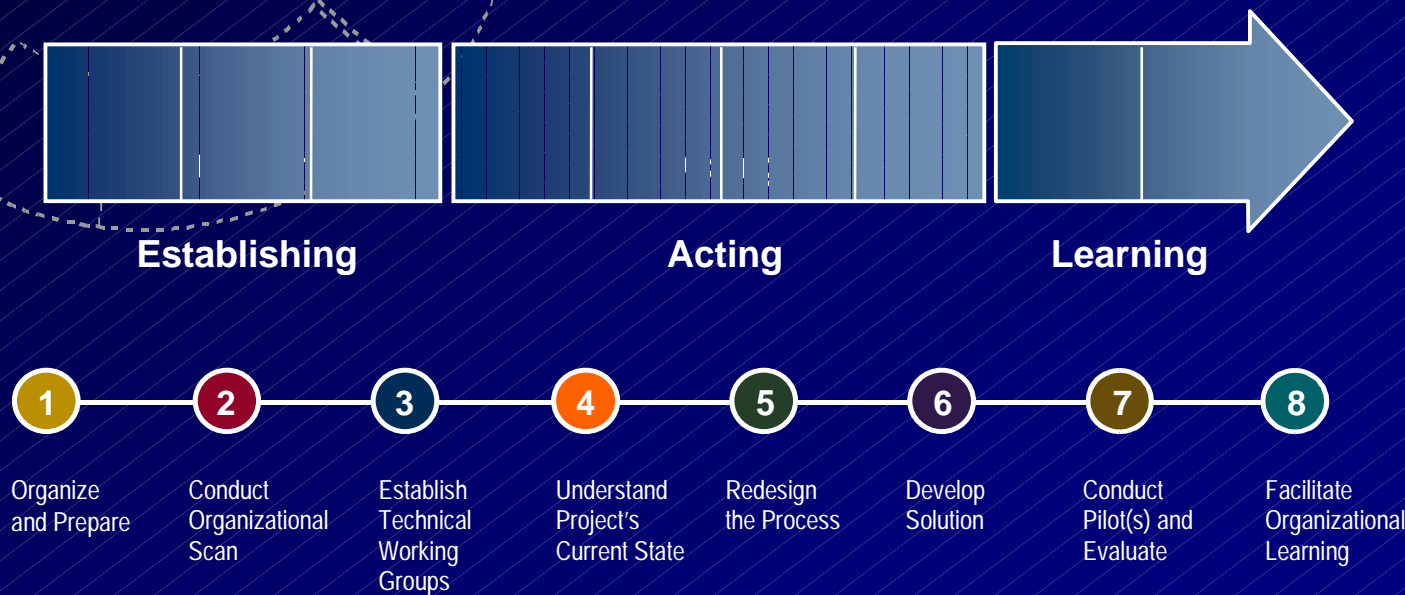 Establishing
Acting
Learning
1
2
3
4
5
6
7
8
Organize
and Prepare
Conduct
Organizational
Scan
Establish
Technical
Working
Groups
Understand
Project's
Current State
Redesign
the Process
Develop
Solution
Conduct
Pilot(s) and
Evaluate
Facilitate
Organizational
Learning